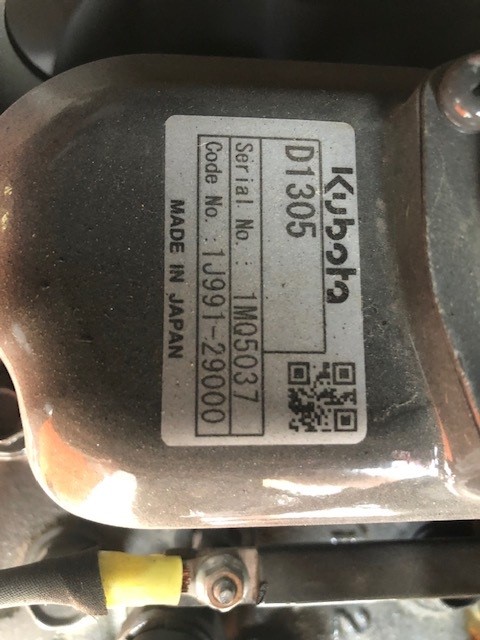 Kubota
D1305
Serial No.: 1MQ5037
Code No.: 1J991-29000
MADE IN JAPAN